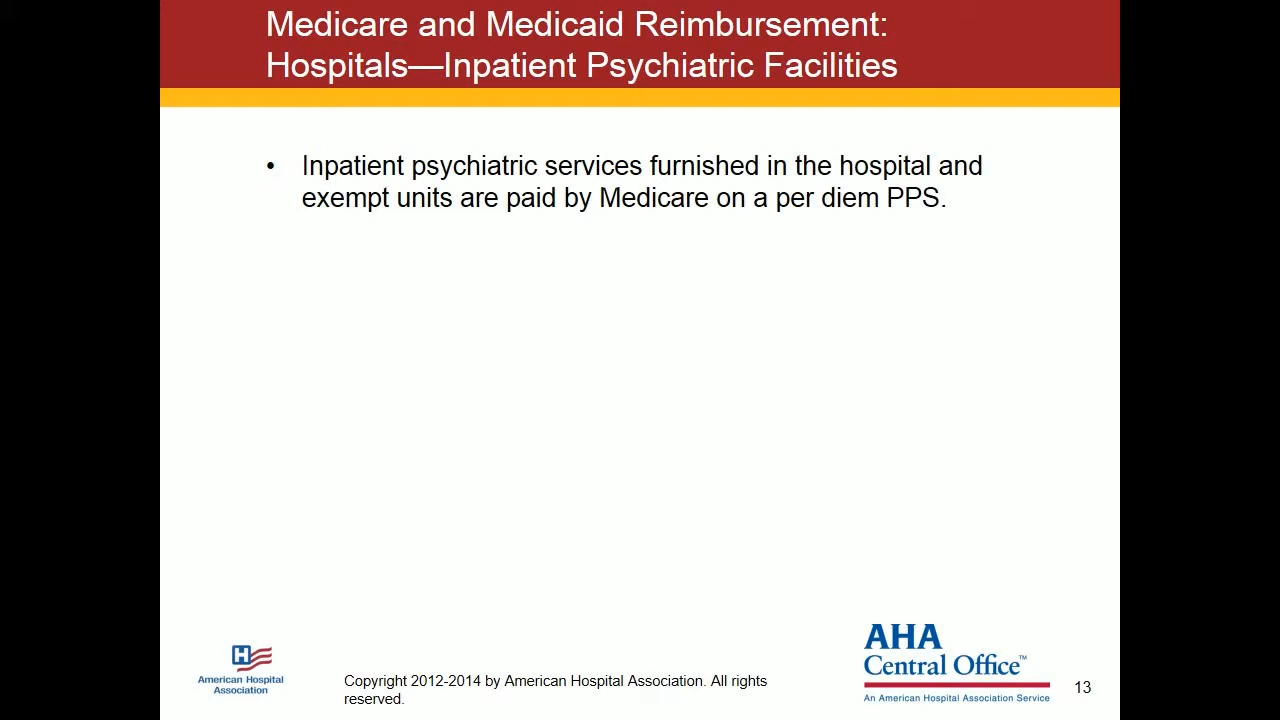 Medicare and Medicaid Reimbursement:
Hospitals—Inpatient Psychiatric Facilities
• Inpatient psychiatric services furnished in the hospital and
exempt units are paid by Medicare on a per diem PPS.
H
American Hospital
Association
Copyright 2012-2014 by American Hospital Association. All rights
reserved.
AHA
Central Office™
An American Hospital Association Service
13